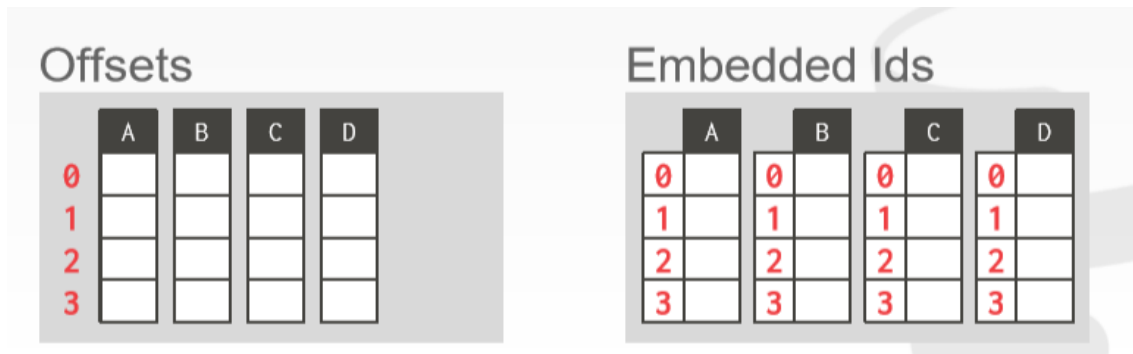 Offsets
A B C D
0
1
2
3
Embedded Ids
A B C D
0 0 0 0
1 1 1 1
2 2 2 2
3 3 3 3